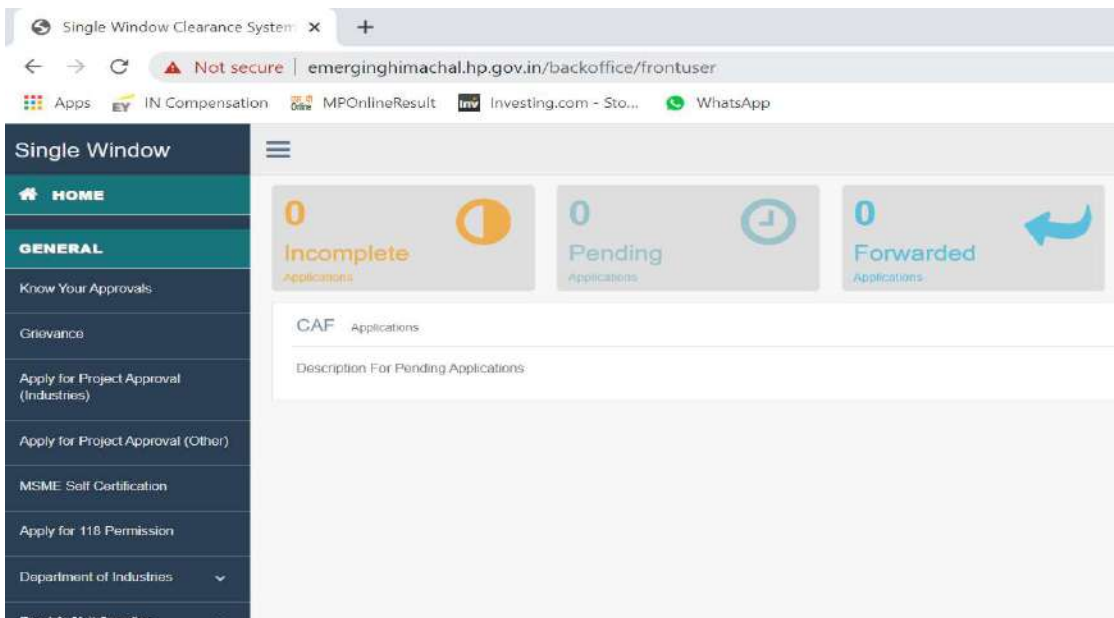 Single Window Clearance System
Not secure | emerginghimachal.hp.gov.in/backoffice/frontuser
Apps EY IN Compensation MPOnlineResult Inv Investing.com - Sto... WhatsApp
Single Window
HOME
GENERAL
Know Your Approvals
Grievance
Apply for Project Approval
(Industries)
Apply for Project Approval (Other)
MSME Self Certification
Apply for 118 Permission
Department of Industries
0
Incomplete
Applications
0
Pending
Applications
0
Forwarded
Applications
CAF Applications
Description For Pending Applications